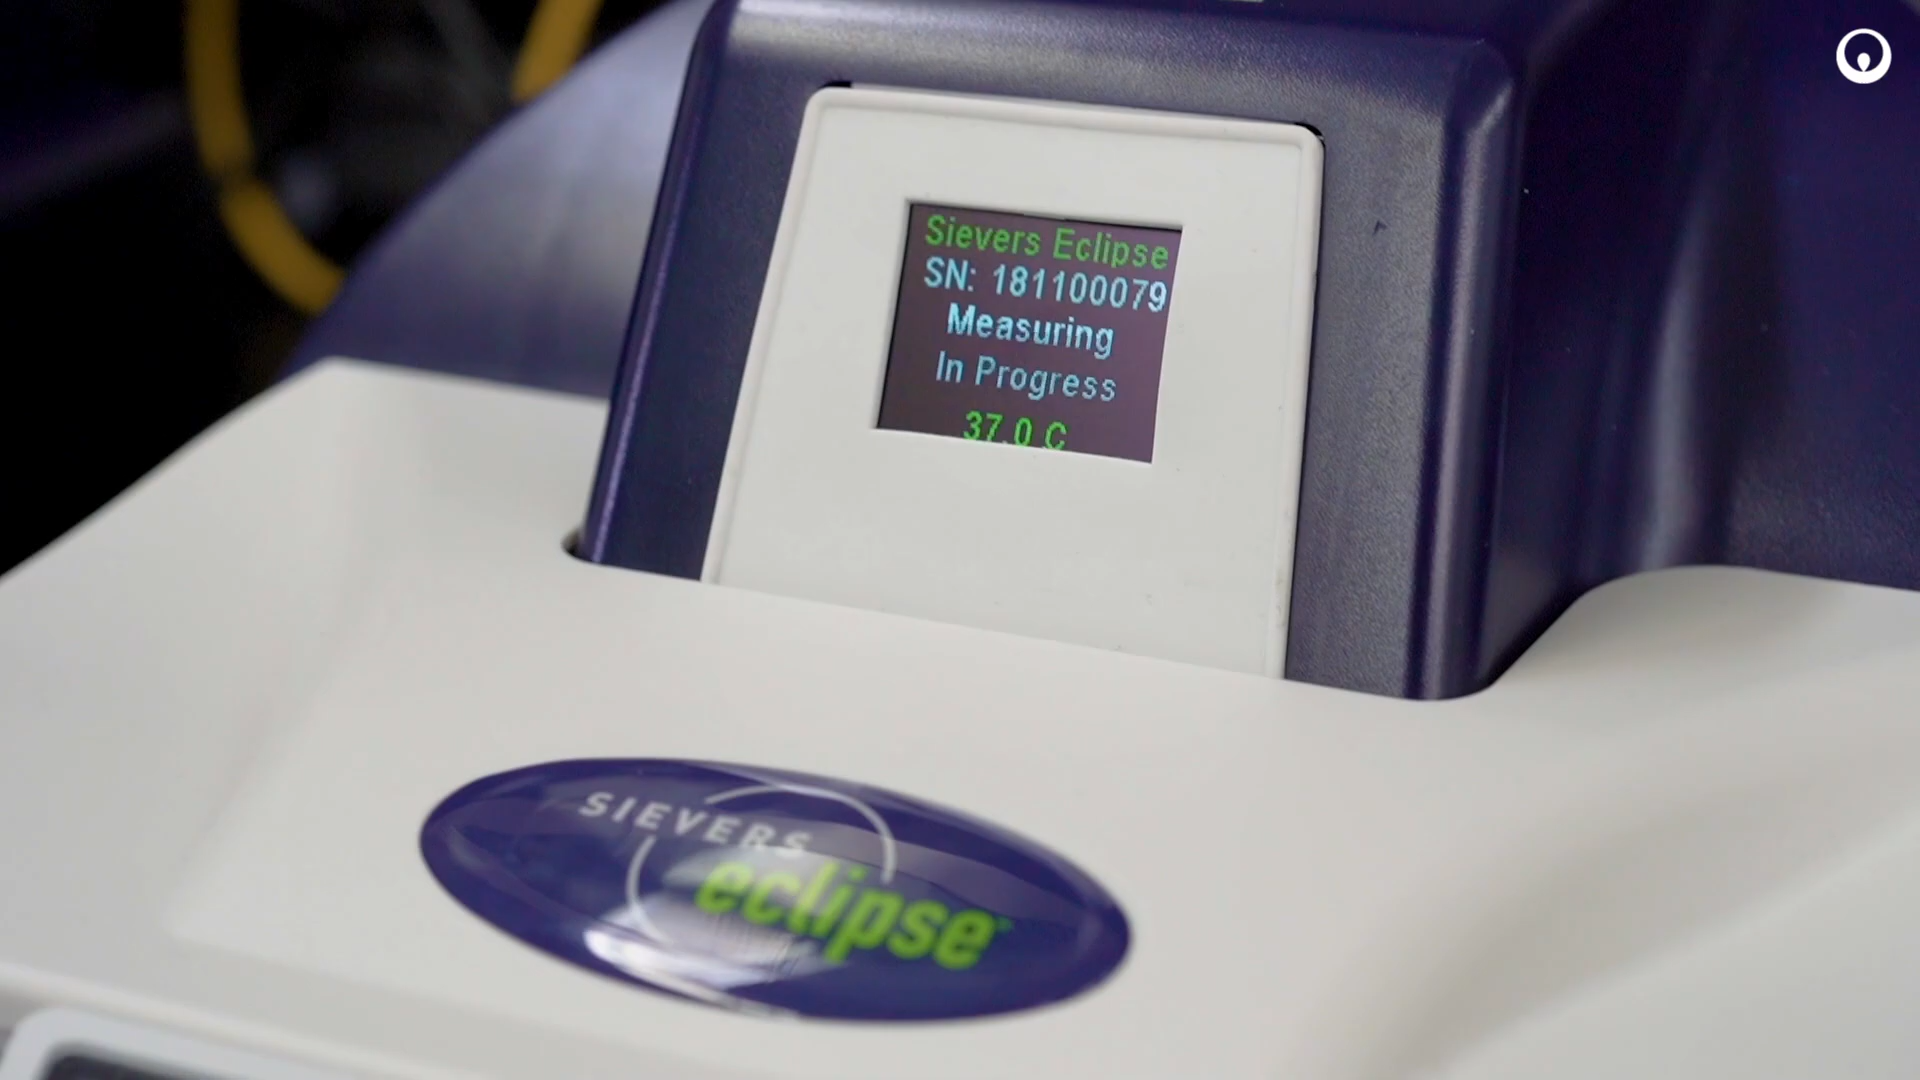 Sievers Eclipse
SN: 181100079
Measuring
In Progress
37.0 C
SIEVERS
eclipse